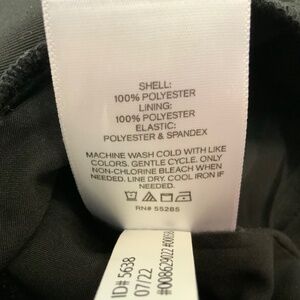 SHELL:
100% POLYESTER
LINING:
100% POLYESTER
ELASTIC:
POLYESTER & SPANDEX
MACHINE WASH COLD WITH LIKE
COLORS. GENTLE CYCLE. ONLY
NON-CHLORINE BLEACH WHEN
NEEDED. LINE DRY. COOL IRON IF
NEEDED.
RN# 55285
ID# 5638
07/22